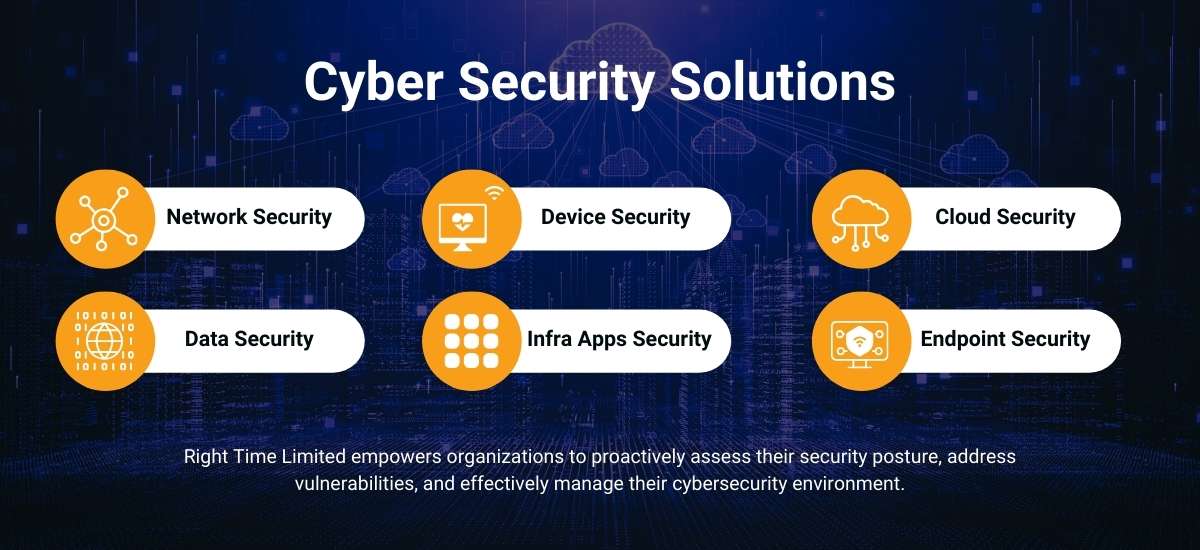 Cyber Security Solutions
Network Security
Device Security
Cloud Security
Data Security
Infra Apps Security
Endpoint Security
Right Time Limited empowers organizations to proactively assess their security posture, address
vulnerabilities, and effectively manage their cybersecurity environment.